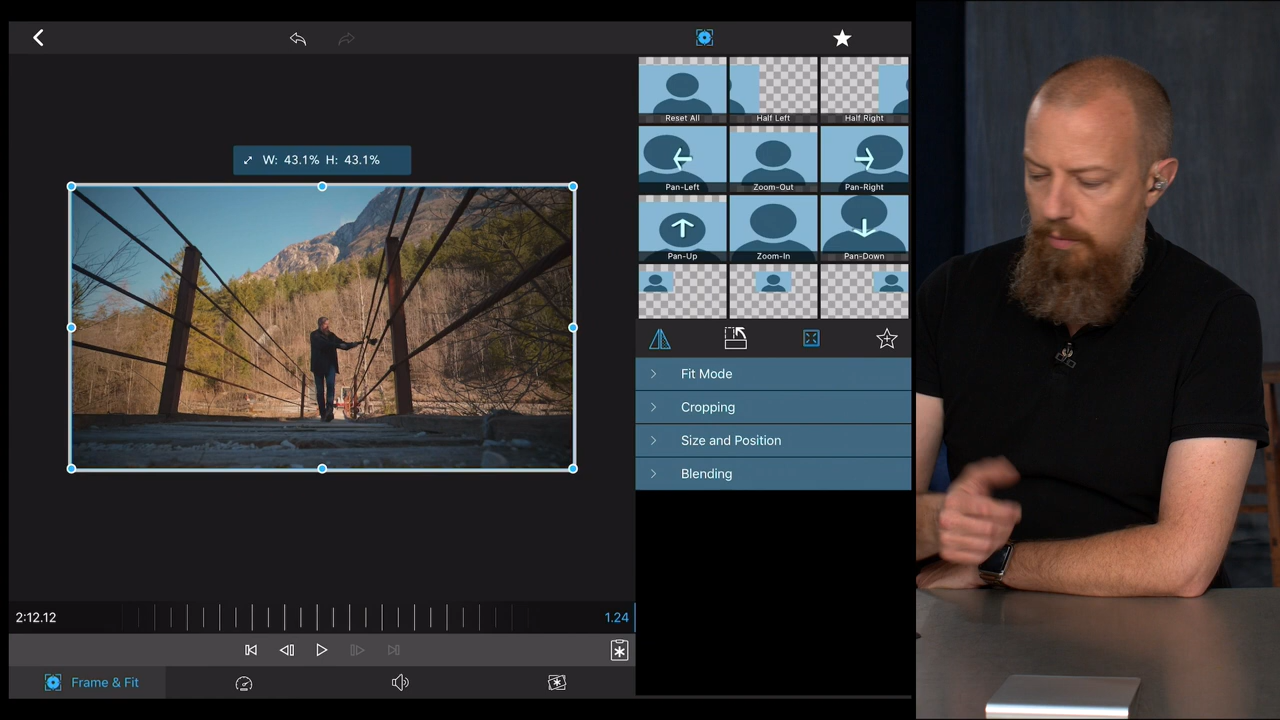 W: 43.1% H: 43.1%
Reset All
Half Left
Half Right
Pan-Left
Zoom-Out
Pan-Right
Pan-Up
Zoom-In
Pan-Down
Fit Mode
Cropping
Size and Position
Blending
2:12.12
1.24
Frame & Fit